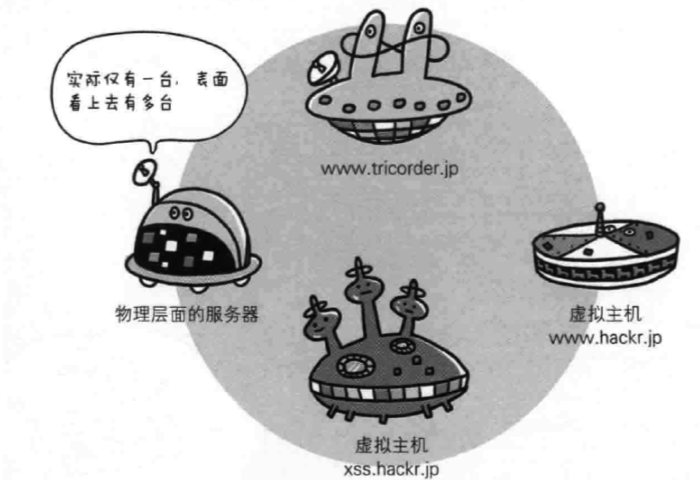 实际仅有一台，表面
看上去有多台
www.tricorder.jp
物理层面的服务器
虚拟主机
www.hackr.jp
虚拟主机
xss.hackr.jp